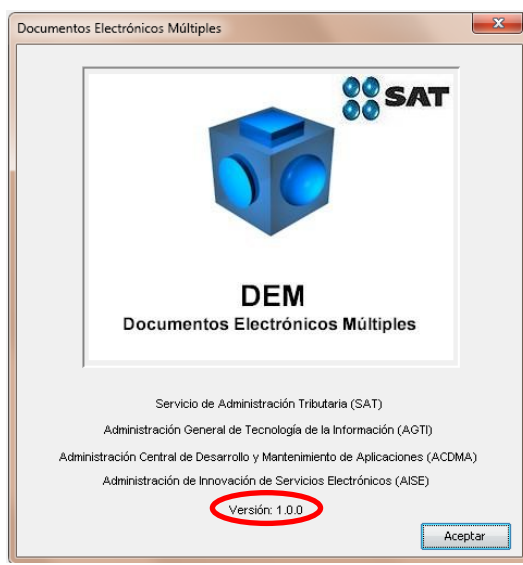 Documentos Electrónicos Múltiples
SAT
DEM
Documentos Electrónicos Múltiples
Servicio de Administración Tributaria (SAT)
Administración General de Tecnología de la Información (AGTI)
Administración Central de Desarrollo y Mantenimiento de Aplicaciones (ACDMA)
Administración de Innovación de Servicios Electrónicos (AISE)
Versión: 1.0.0
Aceptar